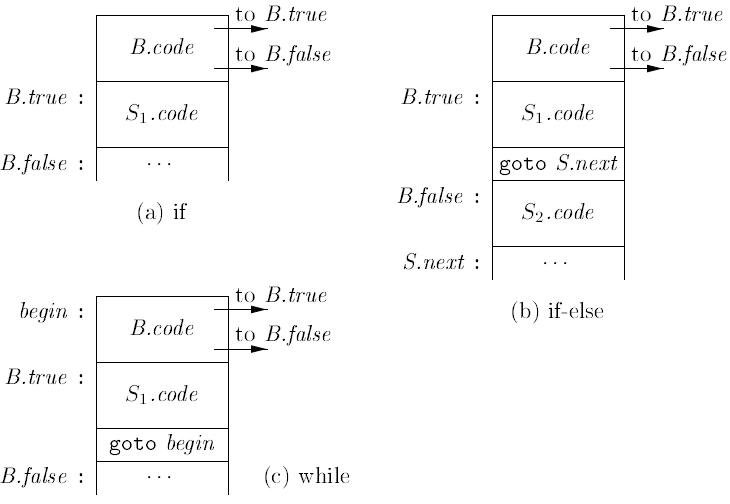 to B.true
B.code
to B.false
B.true :
S₁.code
B.false :
...
(a) if
to B.true
B.code
to B.false
B.true :
S₁.code
goto S.next
B.false :
S₂.code
S.next :
...
(b) if-else
to B.true
begin :
B.code
to B.false
B.true :
S₁.code
goto begin
B.false :
...
(c) while